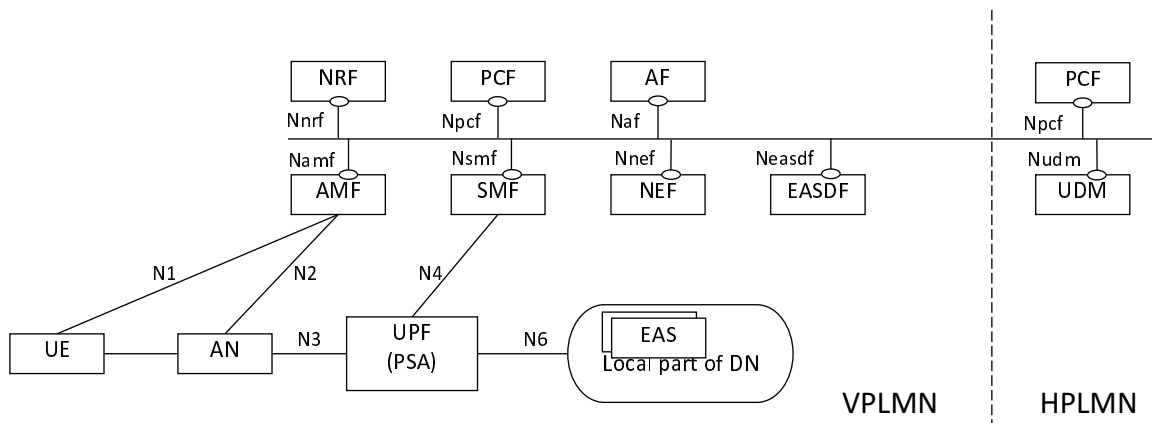 NRF
PCF
AF
PCF
Nnrf
Npcf
Naf
Npcf
Namf
Nsmf
Nnef
Neasdf
Nudm
AMF
SMF
NEF
EASDF
UDM
N1
N2
N4
UE
AN
N3
UPF
(PSA)
N6
EAS
Local part of DN
VPLMN
HPLMN